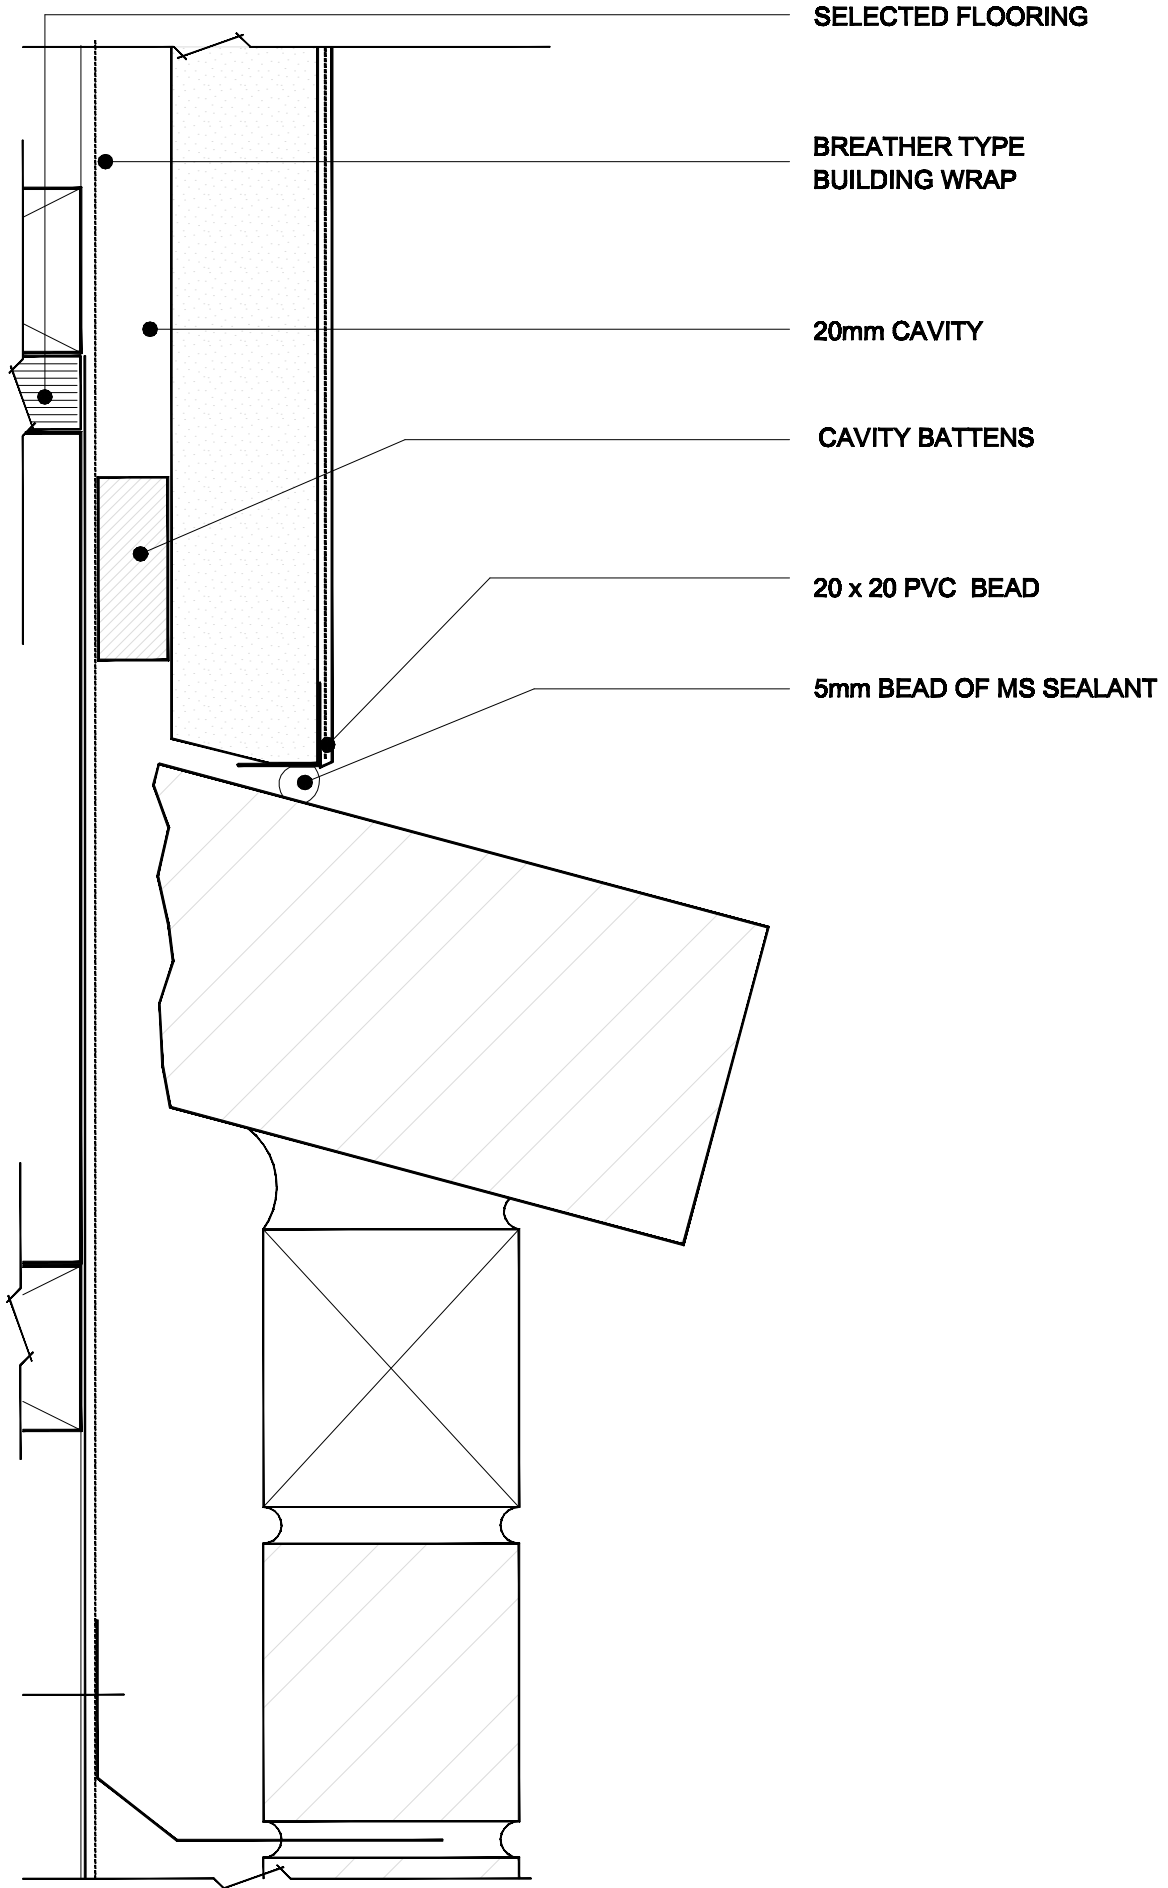 SELECTED FLOORING
BREATHER TYPE
BUILDING WRAP
20mm CAVITY
CAVITY BATTENS
20 x 20 PVC  BEAD
5mm BEAD OF MS SEALANT